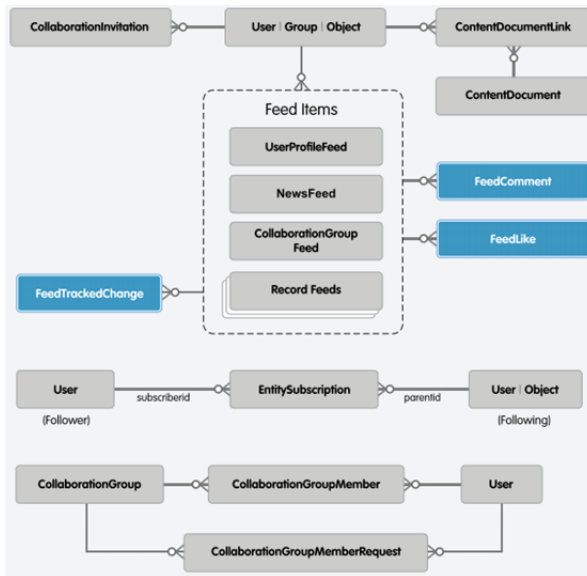 CollaborationInvitation
User | Group | Object
ContentDocumentLink
ContentDocument
Feed Items
UserProfileFeed
NewsFeed
CollaborationGroup
Feed
Record Feeds
FeedComment
FeedLike
FeedTrackedChange
User
(Follower)
subscriberid
EntitySubscription
parentid
User | Object
(Following)
CollaborationGroup
CollaborationGroupMember
User
CollaborationGroupMemberRequest